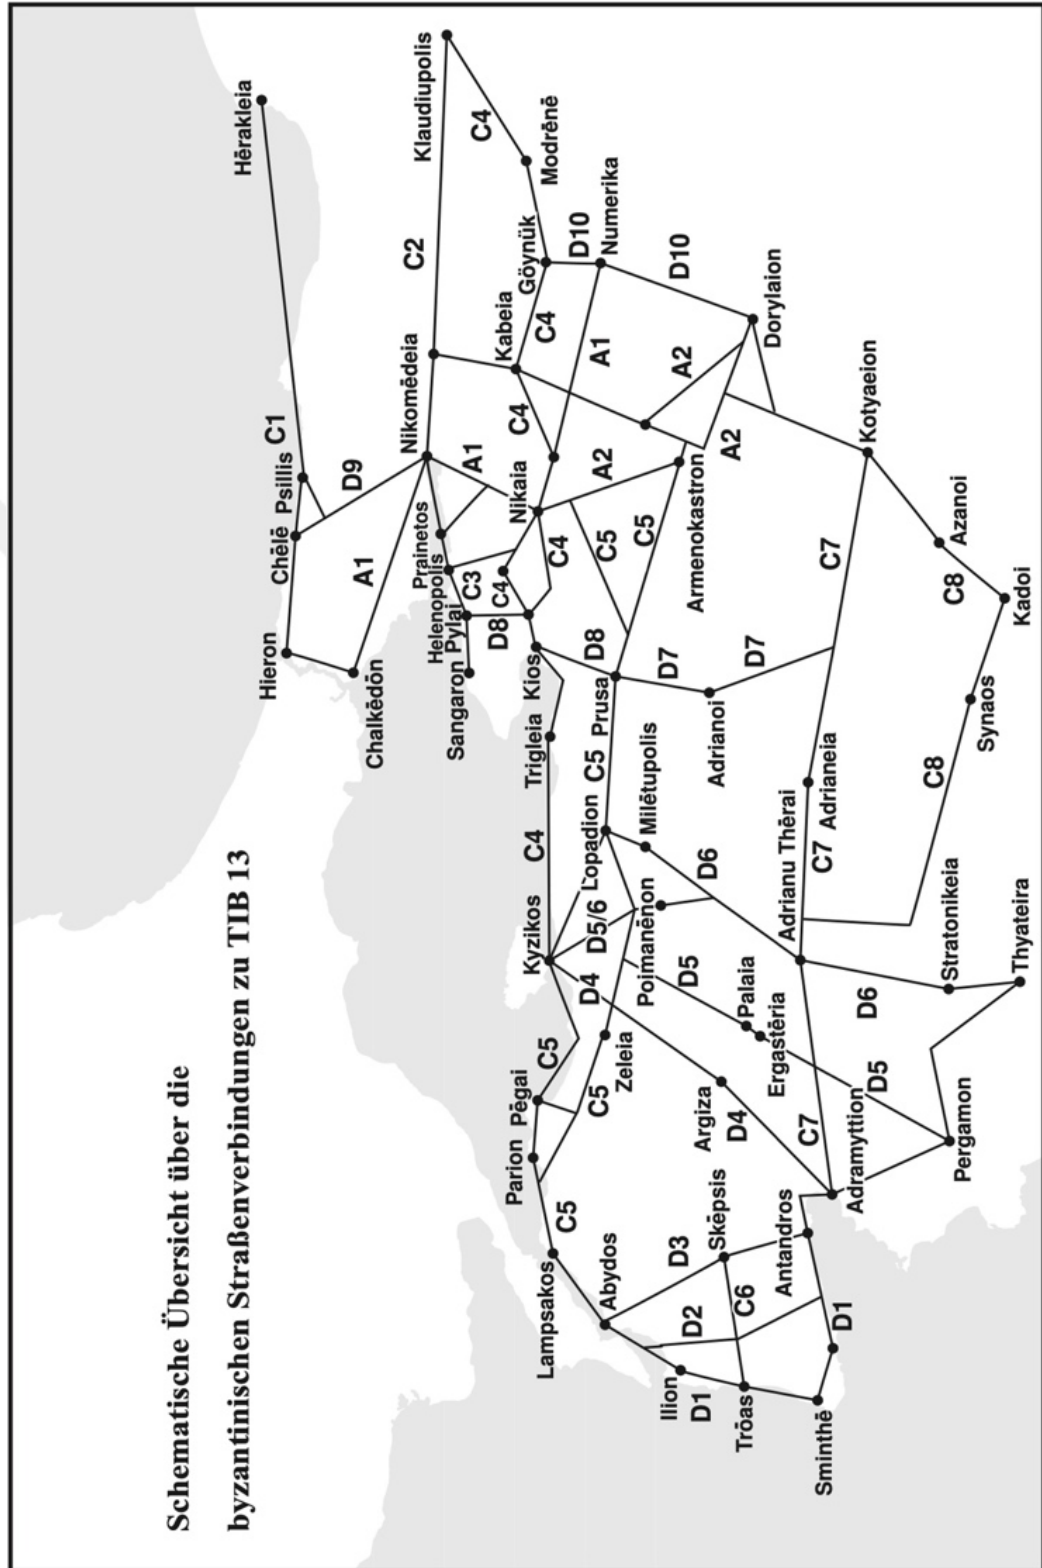 Schematische Übersicht über die
byzantinischen Straßenverbindungen zu TIB 13
Hērakleia
Klaudiupolis
C4
Modrēnē
C2
C1
Psillis
Chēlē
D9
Nikomēdeia
Göynük
D10
Numerika
D10
Kabeia
C4
A1
C4
A2
Dorylaion
Hieron
A1
Chalkēdōn
A1
Prainetos
Helenopolis
Pylai
Sangaron
C3
C4
D8
Nikaia
C4
A2
A2
C5
C5
Armenokastron
Kotyaeion
Kios
D8
Prusa
D7
D7
Adrianoi
C7
Azanoi
C8
Kadoi
Synaos
C8
Trigleia
C4
C5
Lopadion
Milētupolis
D6
Adrianeia
Adrianu Thērai
C7
Kyzikos
D5/6
D4
Poimanēnon
D5
Palaia
Ergastēria
Stratonikeia
D6
Thyateira
Pēgai
C5
Parion
C5
Zeleia
Argiza
D4
C7
D5
Adramyttion
Pergamon
C5
Lampsakos
Abydos
D3
Skēpsis
D2
C6
Antandros
D1
Ilion
D1
Trōas
Sminthē